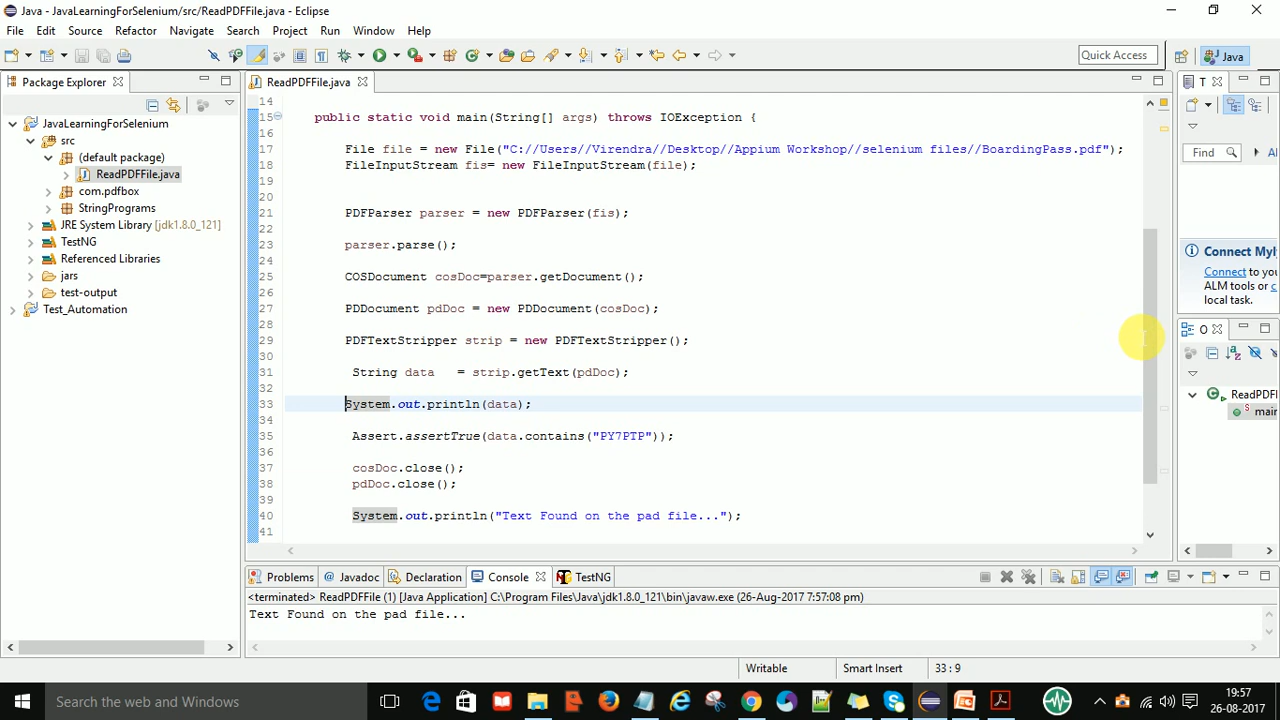 Java - JavaLearningForSelenium/src/ReadPDFFile.java - Eclipse
File Edit Source Refactor Navigate Search Project Run Window Help
Quick Access
Java
Package Explorer
ReadPDFFile.java
T
JavaLearningForSelenium
src
(default package)
ReadPDFFile.java
com.pdfbox
StringPrograms
JRE System Library [jdk1.8.0_121]
TestNG
Referenced Libraries
jars
test-output
Test_Automation
14
15 public static void main(String[] args) throws IOException {
16
17 File file = new File("C://Users//Virendra//Desktop//Appium Workshop//selenium files//BoardingPass.pdf");
18 FileInputStream fis= new FileInputStream(file);
19
20
21 PDFParser parser = new PDFParser(fis);
22
23 parser.parse();
24
25 COSDocument cosDoc=parser.getDocument();
26
27 PDDocument pdDoc = new PDDocument(cosDoc);
28
29 PDFTextStripper strip = new PDFTextStripper();
30
31 String data   = strip.getText(pdDoc);
32
33 System.out.println(data);
34
35 Assert.assertTrue(data.contains("PY7PTP"));
36
37 cosDoc.close();
38 pdDoc.close();
39
40 System.out.println("Text Found on the pad file...");
41
Find
Al
Connect Myl
Connect to you
ALM tools or c
local task.
O
ReadPDFI
main
Problems @ Javadoc Declaration Console TestNG
<terminated> ReadPDFFile (1) [Java Application] C:\Program Files\Java\jdk1.8.0_121\bin\javaw.exe (26-Aug-2017 7:57:08 pm)
Text Found on the pad file...
Writable
Smart Insert
33 : 9
Search the web and Windows
19:57
26-08-2017